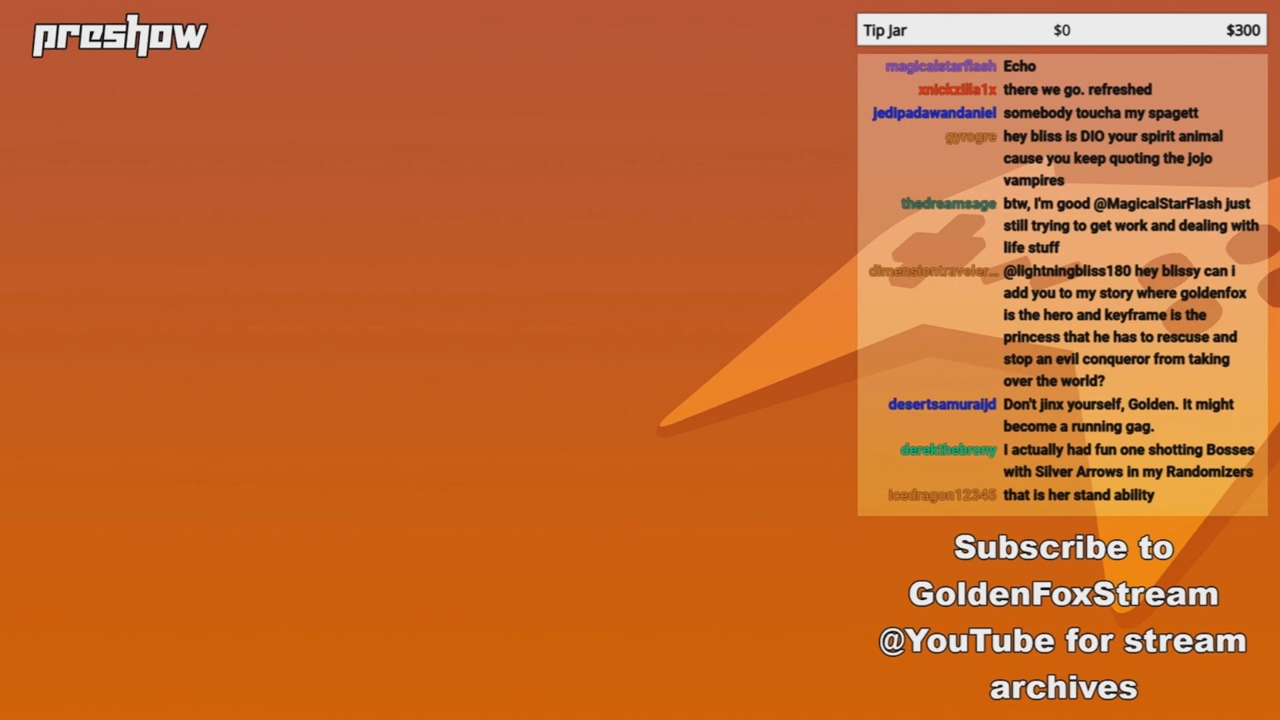 preshow
Tip Jar $0 $300
magicalstarflash Echo
xnickzilla1x there we go. refreshed
jedipadawandaniel somebody toucha my spagett
gyrogre hey bliss is DIO your spirit animal
cause you keep quoting the jojo
vampires
thedreamsage btw, I'm good @MagicalStarFlash just
still trying to get work and dealing with
life stuff
dimensiontraveler... @lightningbliss180 hey blissy can i
add you to my story where goldenfox
is the hero and keyframe is the
princess that he has to rescuse and
stop an evil conqueror from taking
over the world?
desertsamuraijd Don't jinx yourself, Golden. It might
become a running gag.
derekthebrony I actually had fun one shotting Bosses
with Silver Arrows in my Randomizers
icedragon12345 that is her stand ability
Subscribe to
GoldenFoxStream
@YouTube for stream
archives